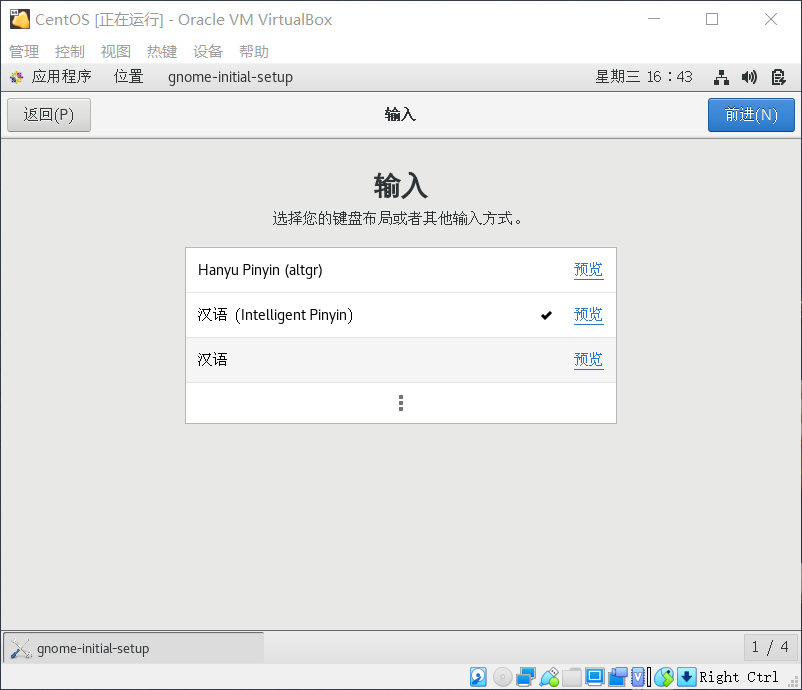 CentOS [正在运行] - Oracle VM VirtualBox
管理 控制 视图 热键 设备 帮助
应用程序 位置 gnome-initial-setup 星期三 16：43
返回(P) 输入 前进(N)
输入
选择您的键盘布局或者其他输入方式。
Hanyu Pinyin (altgr) 预览
汉语 (Intelligent Pinyin) 预览
汉语 预览
gnome-initial-setup 1 / 4
Right Ctrl